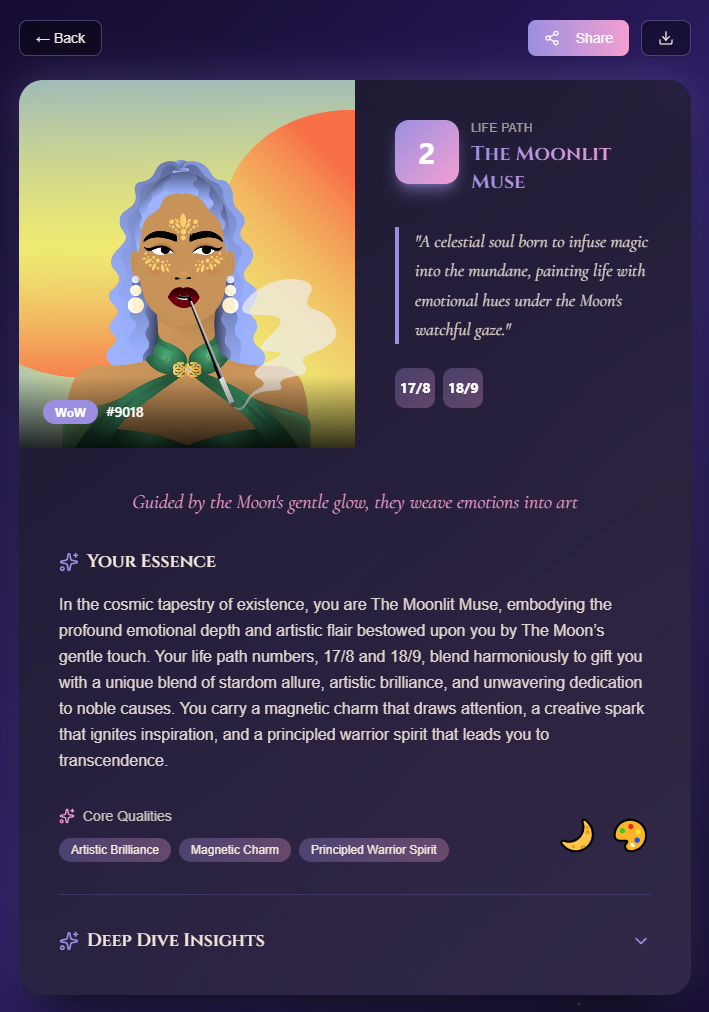 ← Back
Share
2
LIFE PATH
The Moonlit
Muse
"A celestial soul born to infuse magic
into the mundane, painting life with
emotional hues under the Moon's
watchful gaze."
17/8 18/9
WoW #9018
Guided by the Moon's gentle glow, they weave emotions into art
Your Essence
In the cosmic tapestry of existence, you are The Moonlit Muse, embodying the
profound emotional depth and artistic flair bestowed upon you by The Moon’s
gentle touch. Your life path numbers, 17/8 and 18/9, blend harmoniously to gift you
with a unique blend of stardom allure, artistic brilliance, and unwavering dedication
to noble causes. You carry a magnetic charm that draws attention, a creative spark
that ignites inspiration, and a principled warrior spirit that leads you to
transcendence.
Core Qualities
Artistic Brilliance Magnetic Charm Principled Warrior Spirit
Deep Dive Insights